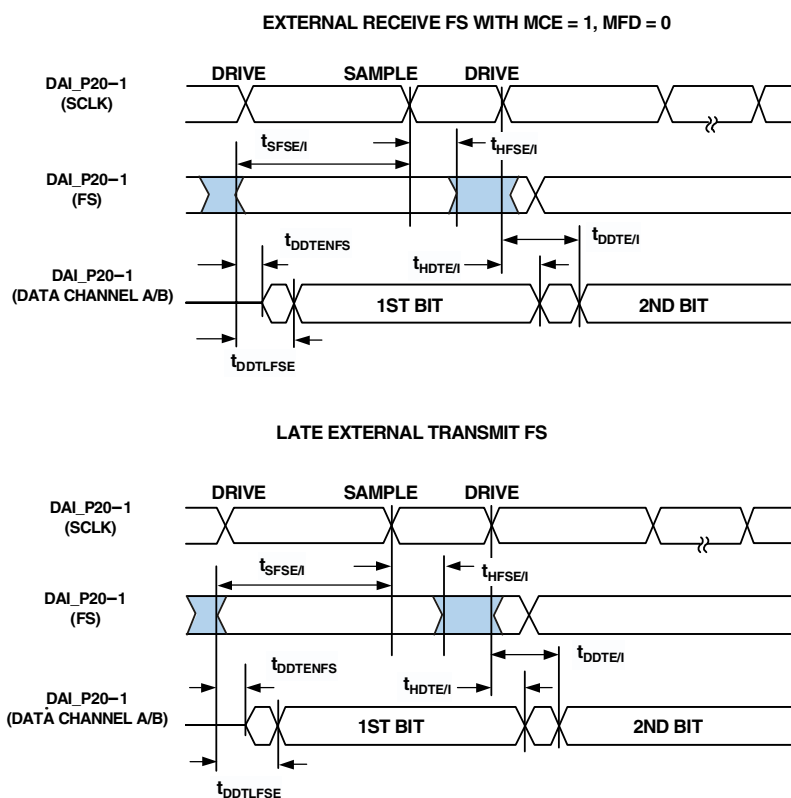 EXTERNAL RECEIVE FS WITH MCE = 1, MFD = 0
DAI_P20–1
(SCLK)
DRIVE
SAMPLE
DRIVE
tSFSE/I
tHFSE/I
DAI_P20–1
(FS)
tDDTENFS
tHDTE/I
tDDTE/I
DAI_P20–1
(DATA CHANNEL A/B)
1ST BIT
2ND BIT
tDDTLFSE
LATE EXTERNAL TRANSMIT FS
DAI_P20–1
(SCLK)
DRIVE
SAMPLE
DRIVE
tSFSE/I
tHFSE/I
DAI_P20–1
(FS)
tDDTENFS
tHDTE/I
tDDTE/I
DAI_P20–1
(DATA CHANNEL A/B)
1ST BIT
2ND BIT
tDDTLFSE